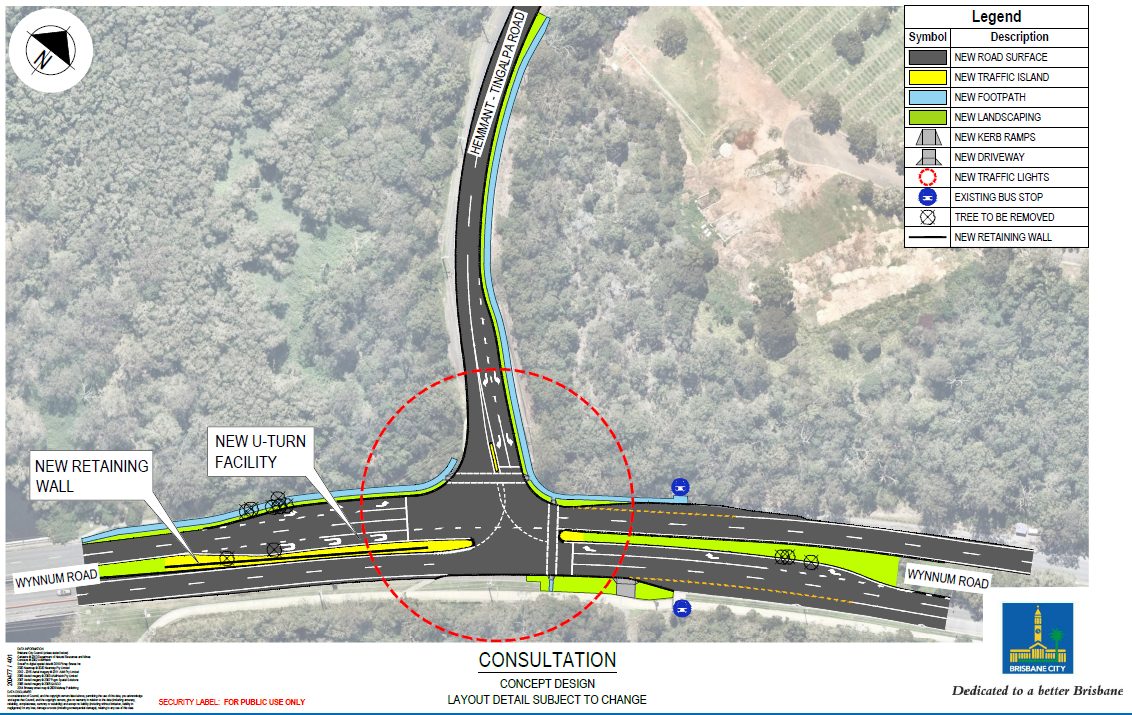 N
HEMMANT - TINGALPA ROAD
Legend
Symbol Description
NEW ROAD SURFACE
NEW TRAFFIC ISLAND
NEW FOOTPATH
NEW LANDSCAPING
NEW KERB RAMPS
NEW DRIVEWAY
NEW TRAFFIC LIGHTS
EXISTING BUS STOP
TREE TO BE REMOVED
NEW RETAINING WALL
NEW U-TURN
FACILITY
NEW RETAINING
WALL
WYNNUM ROAD
WYNNUM ROAD
CONSULTATION
CONCEPT DESIGN
LAYOUT DETAIL SUBJECT TO CHANGE
SECURITY LABEL: FOR PUBLIC USE ONLY
DATA INFORMATION
BRISBANE CITY
Dedicated to a better Brisbane